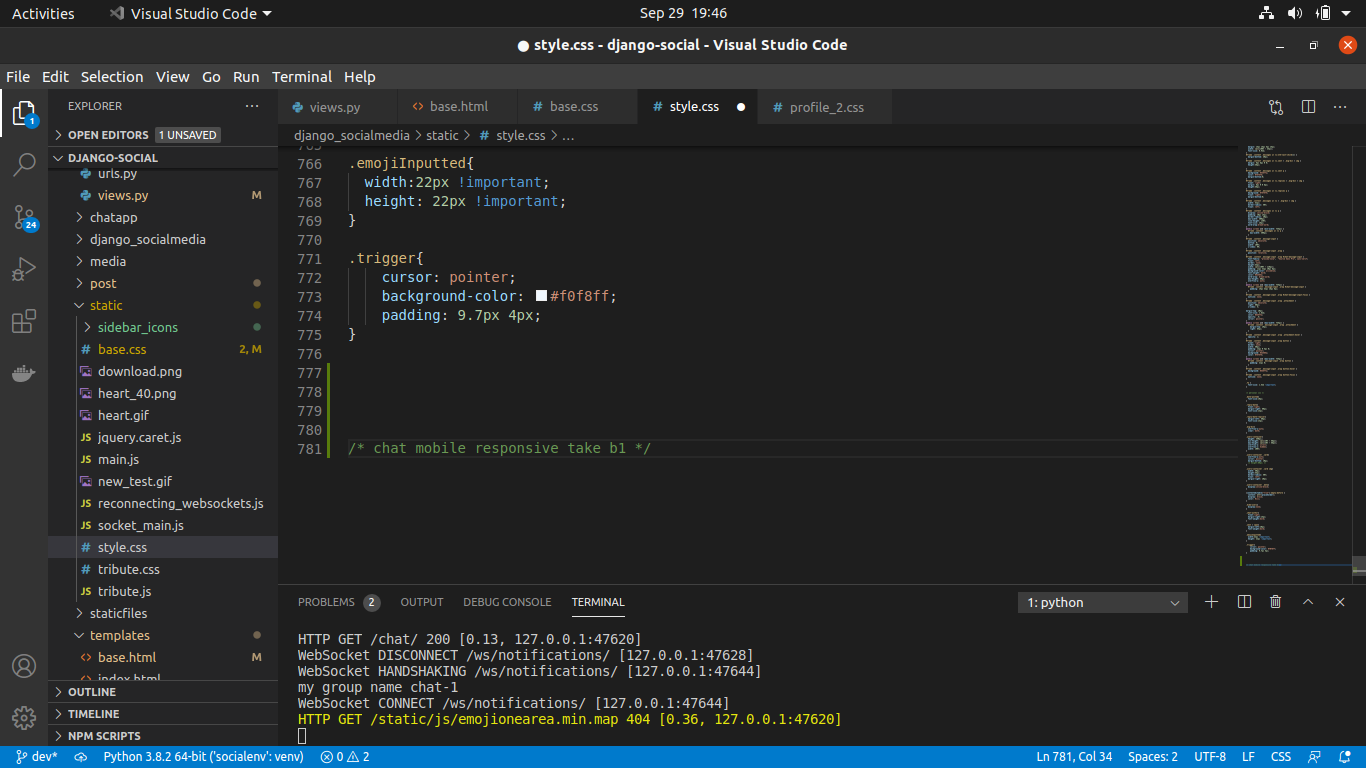 Activities
Visual Studio Code
Sep 29 19:46
● style.css - django-social - Visual Studio Code
File Edit Selection View Go Run Terminal Help
EXPLORER
OPEN EDITORS 1 UNSAVED
DJANGO-SOCIAL
urls.py
views.py M
chatapp
django_socialmedia
media
post
static
sidebar_icons
# base.css 2, M
download.png
heart_40.png
heart.gif
JS jquery.caret.js
JS main.js
new_test.gif
JS reconnecting_websockets.js
JS socket_main.js
# style.css
# tribute.css
JS tribute.js
staticfiles
templates
<> base.html M
<> index.html
OUTLINE
TIMELINE
NPM SCRIPTS
1
24
views.py
<> base.html
# base.css
# style.css ●
# profile_2.css
django_socialmedia > static > # style.css > ...
765
766 .emojiInputted{
767 width:22px !important;
768 height: 22px !important;
769 }
770
771 .trigger{
772 cursor: pointer;
773 background-color: #f0f8ff;
774 padding: 9.7px 4px;
775 }
776
777
778
779
780
781 /* chat mobile responsive take b1 */
PROBLEMS 2 OUTPUT DEBUG CONSOLE TERMINAL
1: python
HTTP GET /chat/ 200 [0.13, 127.0.0.1:47620]
WebSocket DISCONNECT /ws/notifications/ [127.0.0.1:47628]
WebSocket HANDSHAKING /ws/notifications/ [127.0.0.1:47644]
my group name chat-1
WebSocket CONNECT /ws/notifications/ [127.0.0.1:47644]
HTTP GET /static/js/emojionearea.min.map 404 [0.36, 127.0.0.1:47620]
dev*
Python 3.8.2 64-bit ('socialenv': venv)
0 2
Ln 781, Col 34
Spaces: 2
UTF-8
LF
CSS